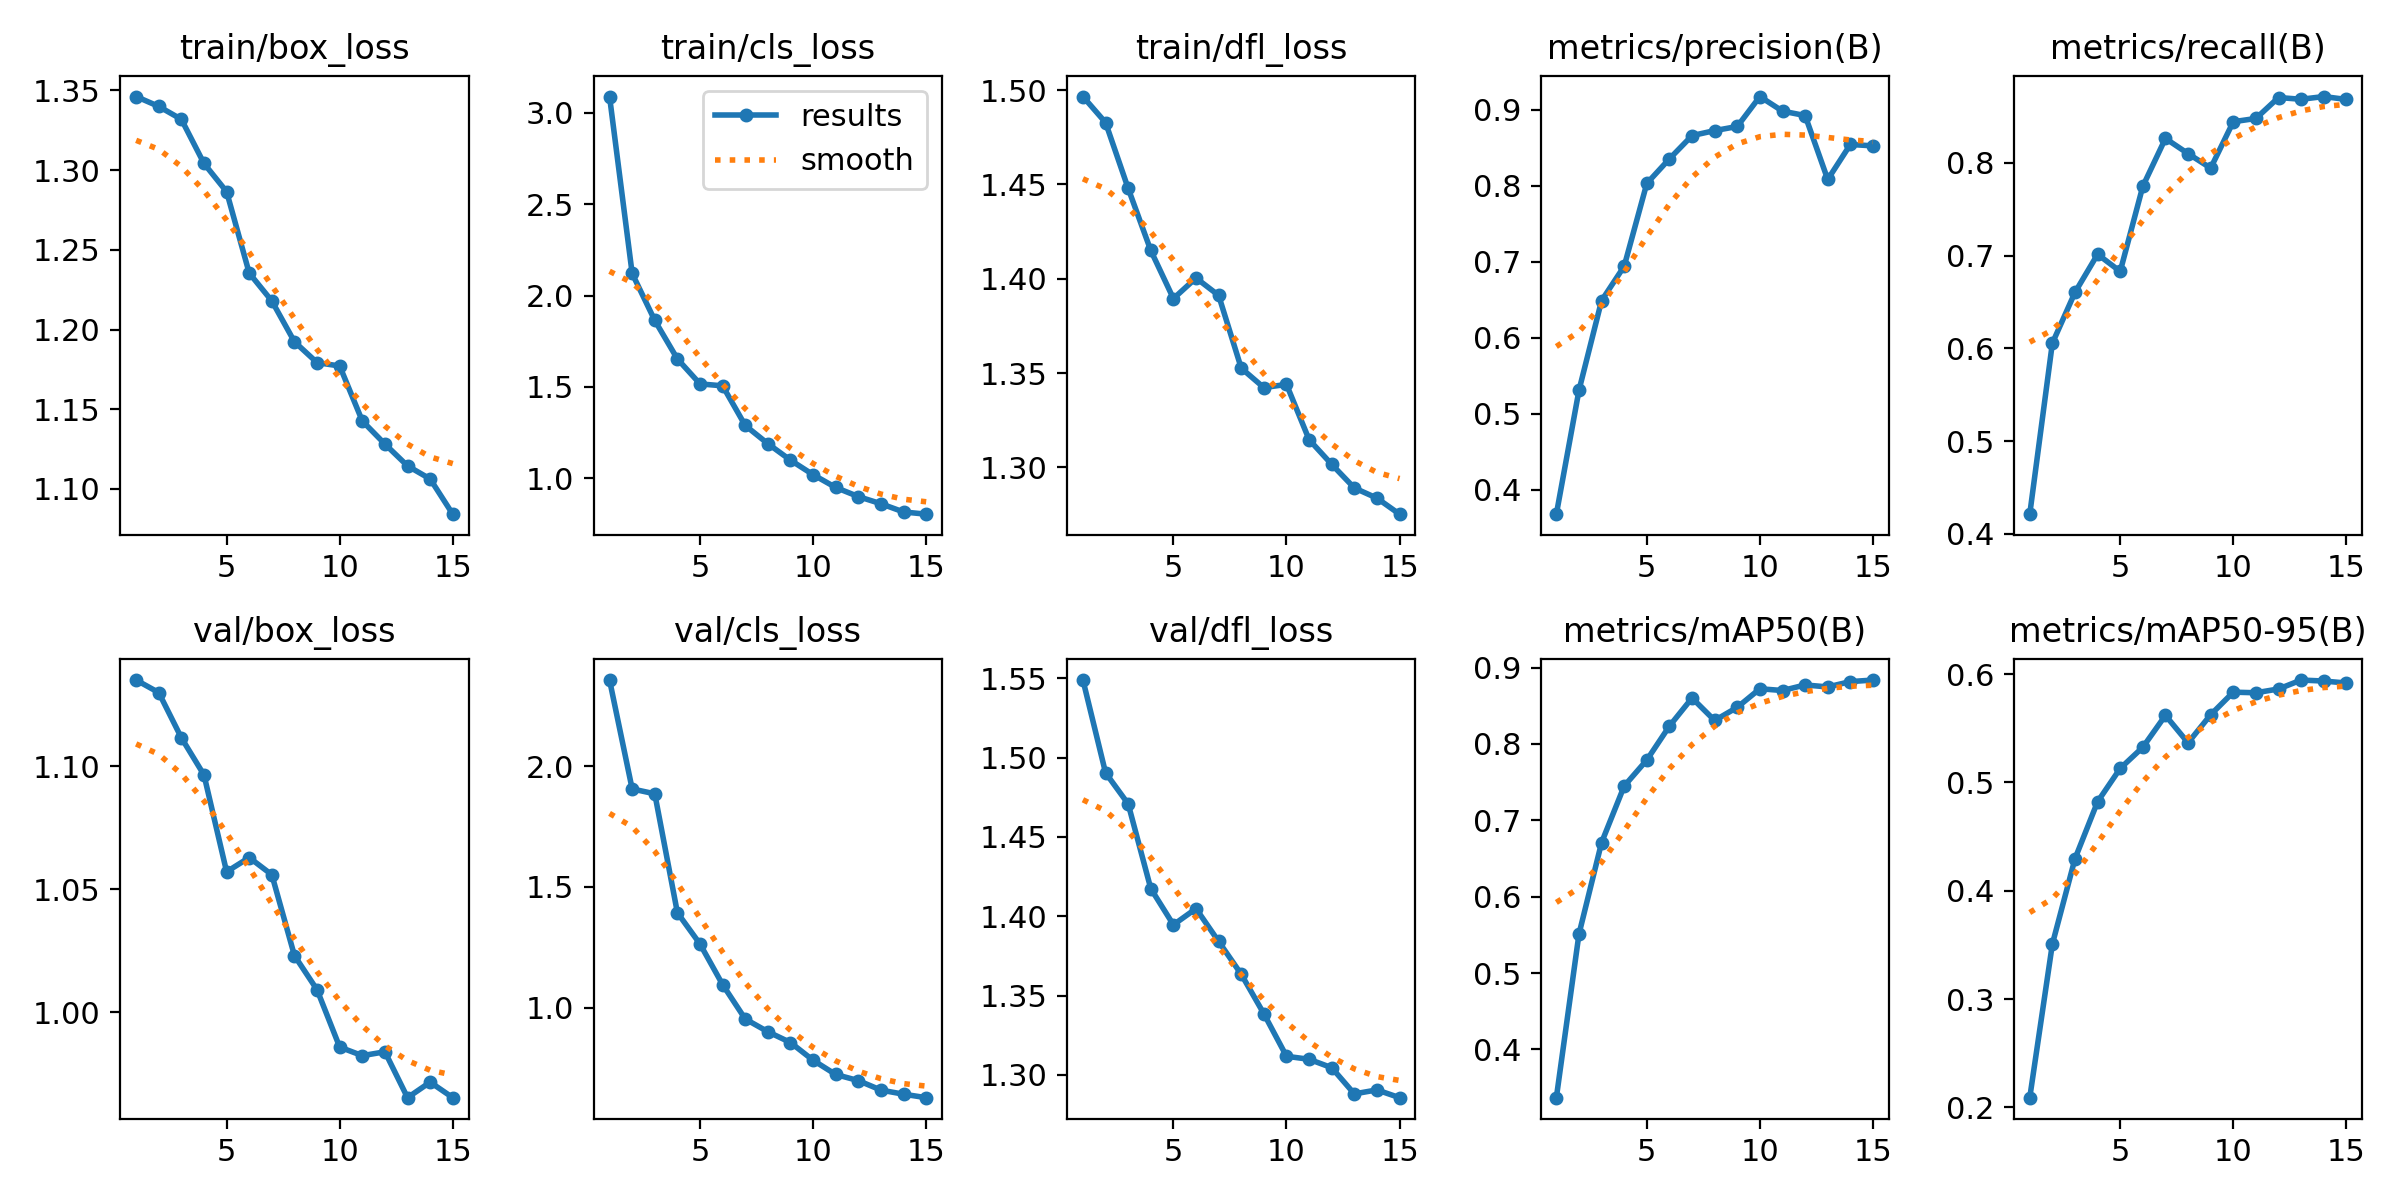 train/box_loss
1.35
1.30
1.25
1.20
1.15
1.10
5 10 15
train/cls_loss
results
smooth
3.0
2.5
2.0
1.5
1.0
5 10 15
train/dfl_loss
1.50
1.45
1.40
1.35
1.30
5 10 15
metrics/precision(B)
0.9
0.8
0.7
0.6
0.5
0.4
5 10 15
metrics/recall(B)
0.8
0.7
0.6
0.5
0.4
5 10 15
val/box_loss
1.10
1.05
1.00
5 10 15
val/cls_loss
2.0
1.5
1.0
5 10 15
val/dfl_loss
1.55
1.50
1.45
1.40
1.35
1.30
5 10 15
metrics/mAP50(B)
0.9
0.8
0.7
0.6
0.5
0.4
5 10 15
metrics/mAP50-95(B)
0.6
0.5
0.4
0.3
0.2
5 10 15